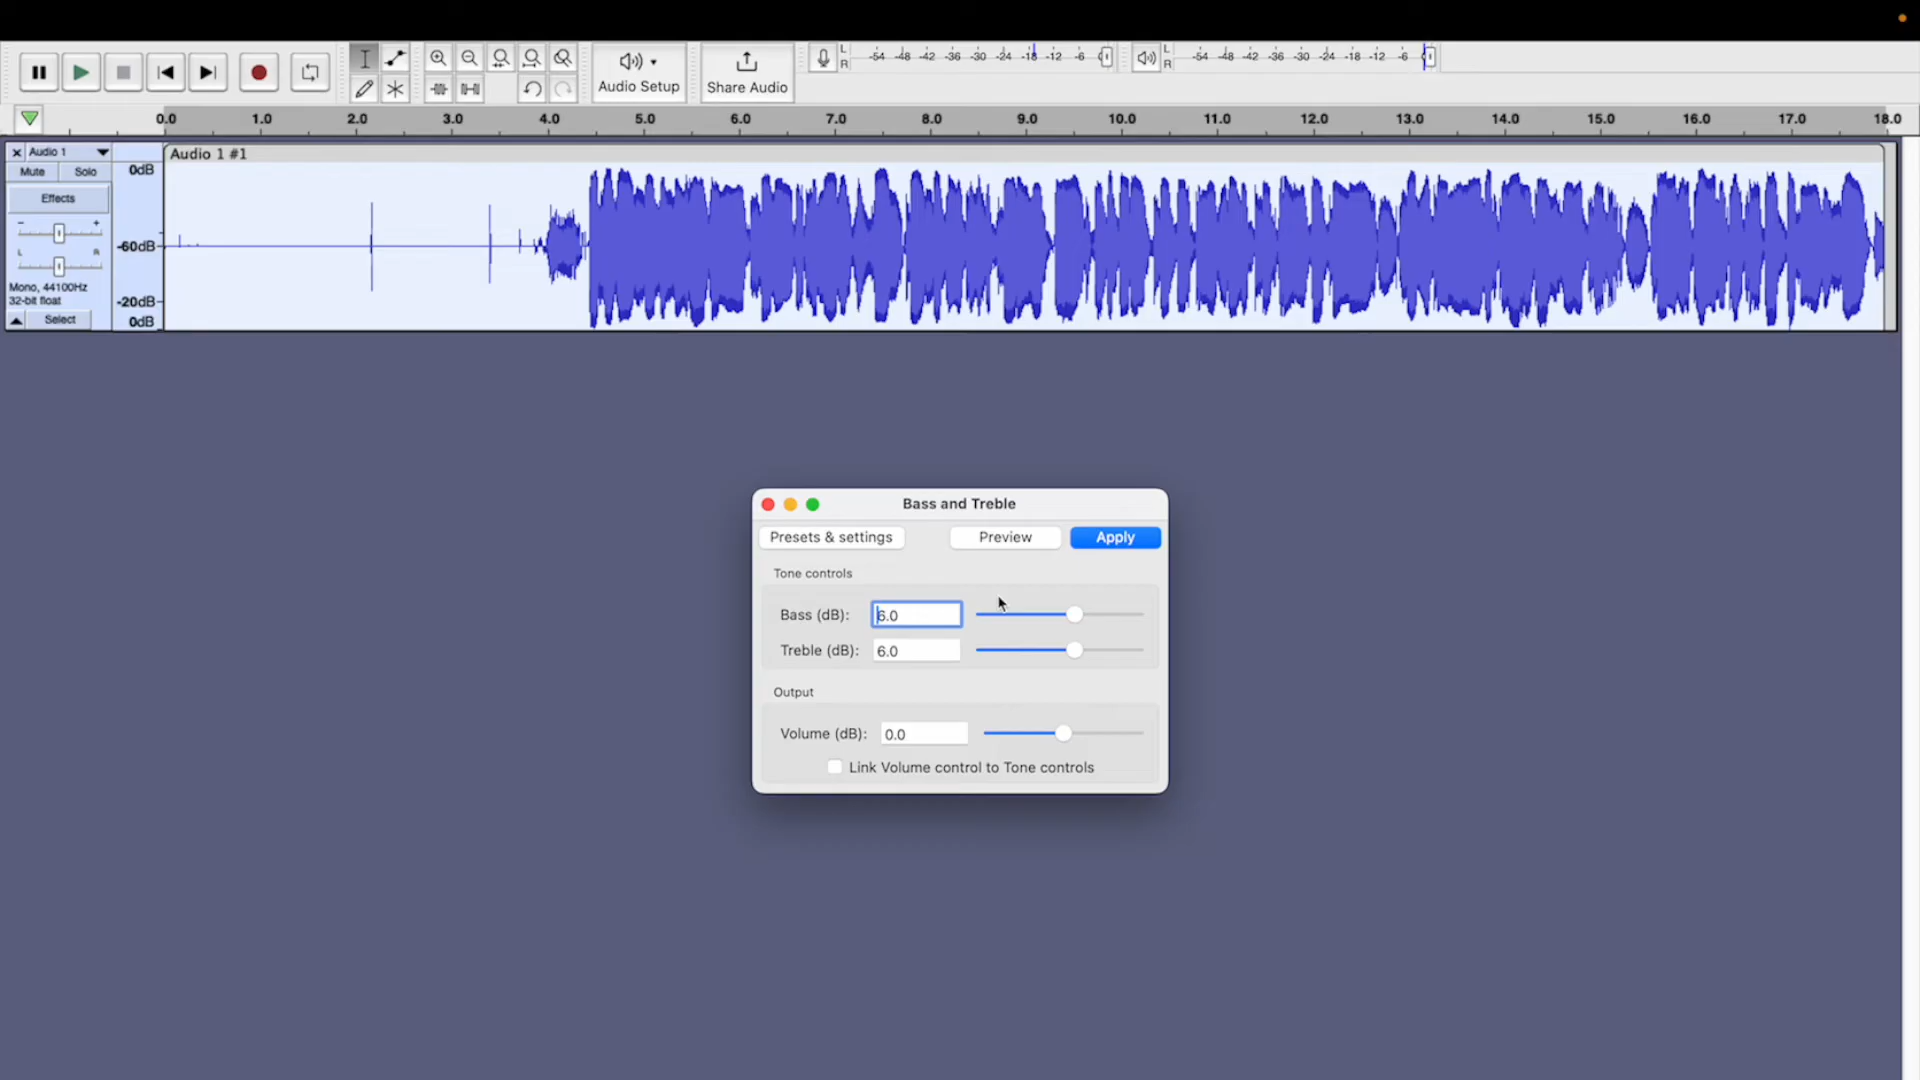 Audio Setup
Share Audio
L
R
-54 -48 -42 -36 -30 -24 -18 -12 -6
L
R
-54 -48 -42 -36 -30 -24 -18 -12 -6
0.0 1.0 2.0 3.0 4.0 5.0 6.0 7.0 8.0 9.0 10.0 11.0 12.0 13.0 14.0 15.0 16.0 17.0 18.0
Audio 1
Audio 1 #1
Mute Solo
Effects
- +
L R
Mono, 44100Hz
32-bit float
Select
0dB
-60dB
-20dB
0dB
Bass and Treble
Presets & settings Preview Apply
Tone controls
Bass (dB): 6.0
Treble (dB): 6.0
Output
Volume (dB): 0.0
Link Volume control to Tone controls